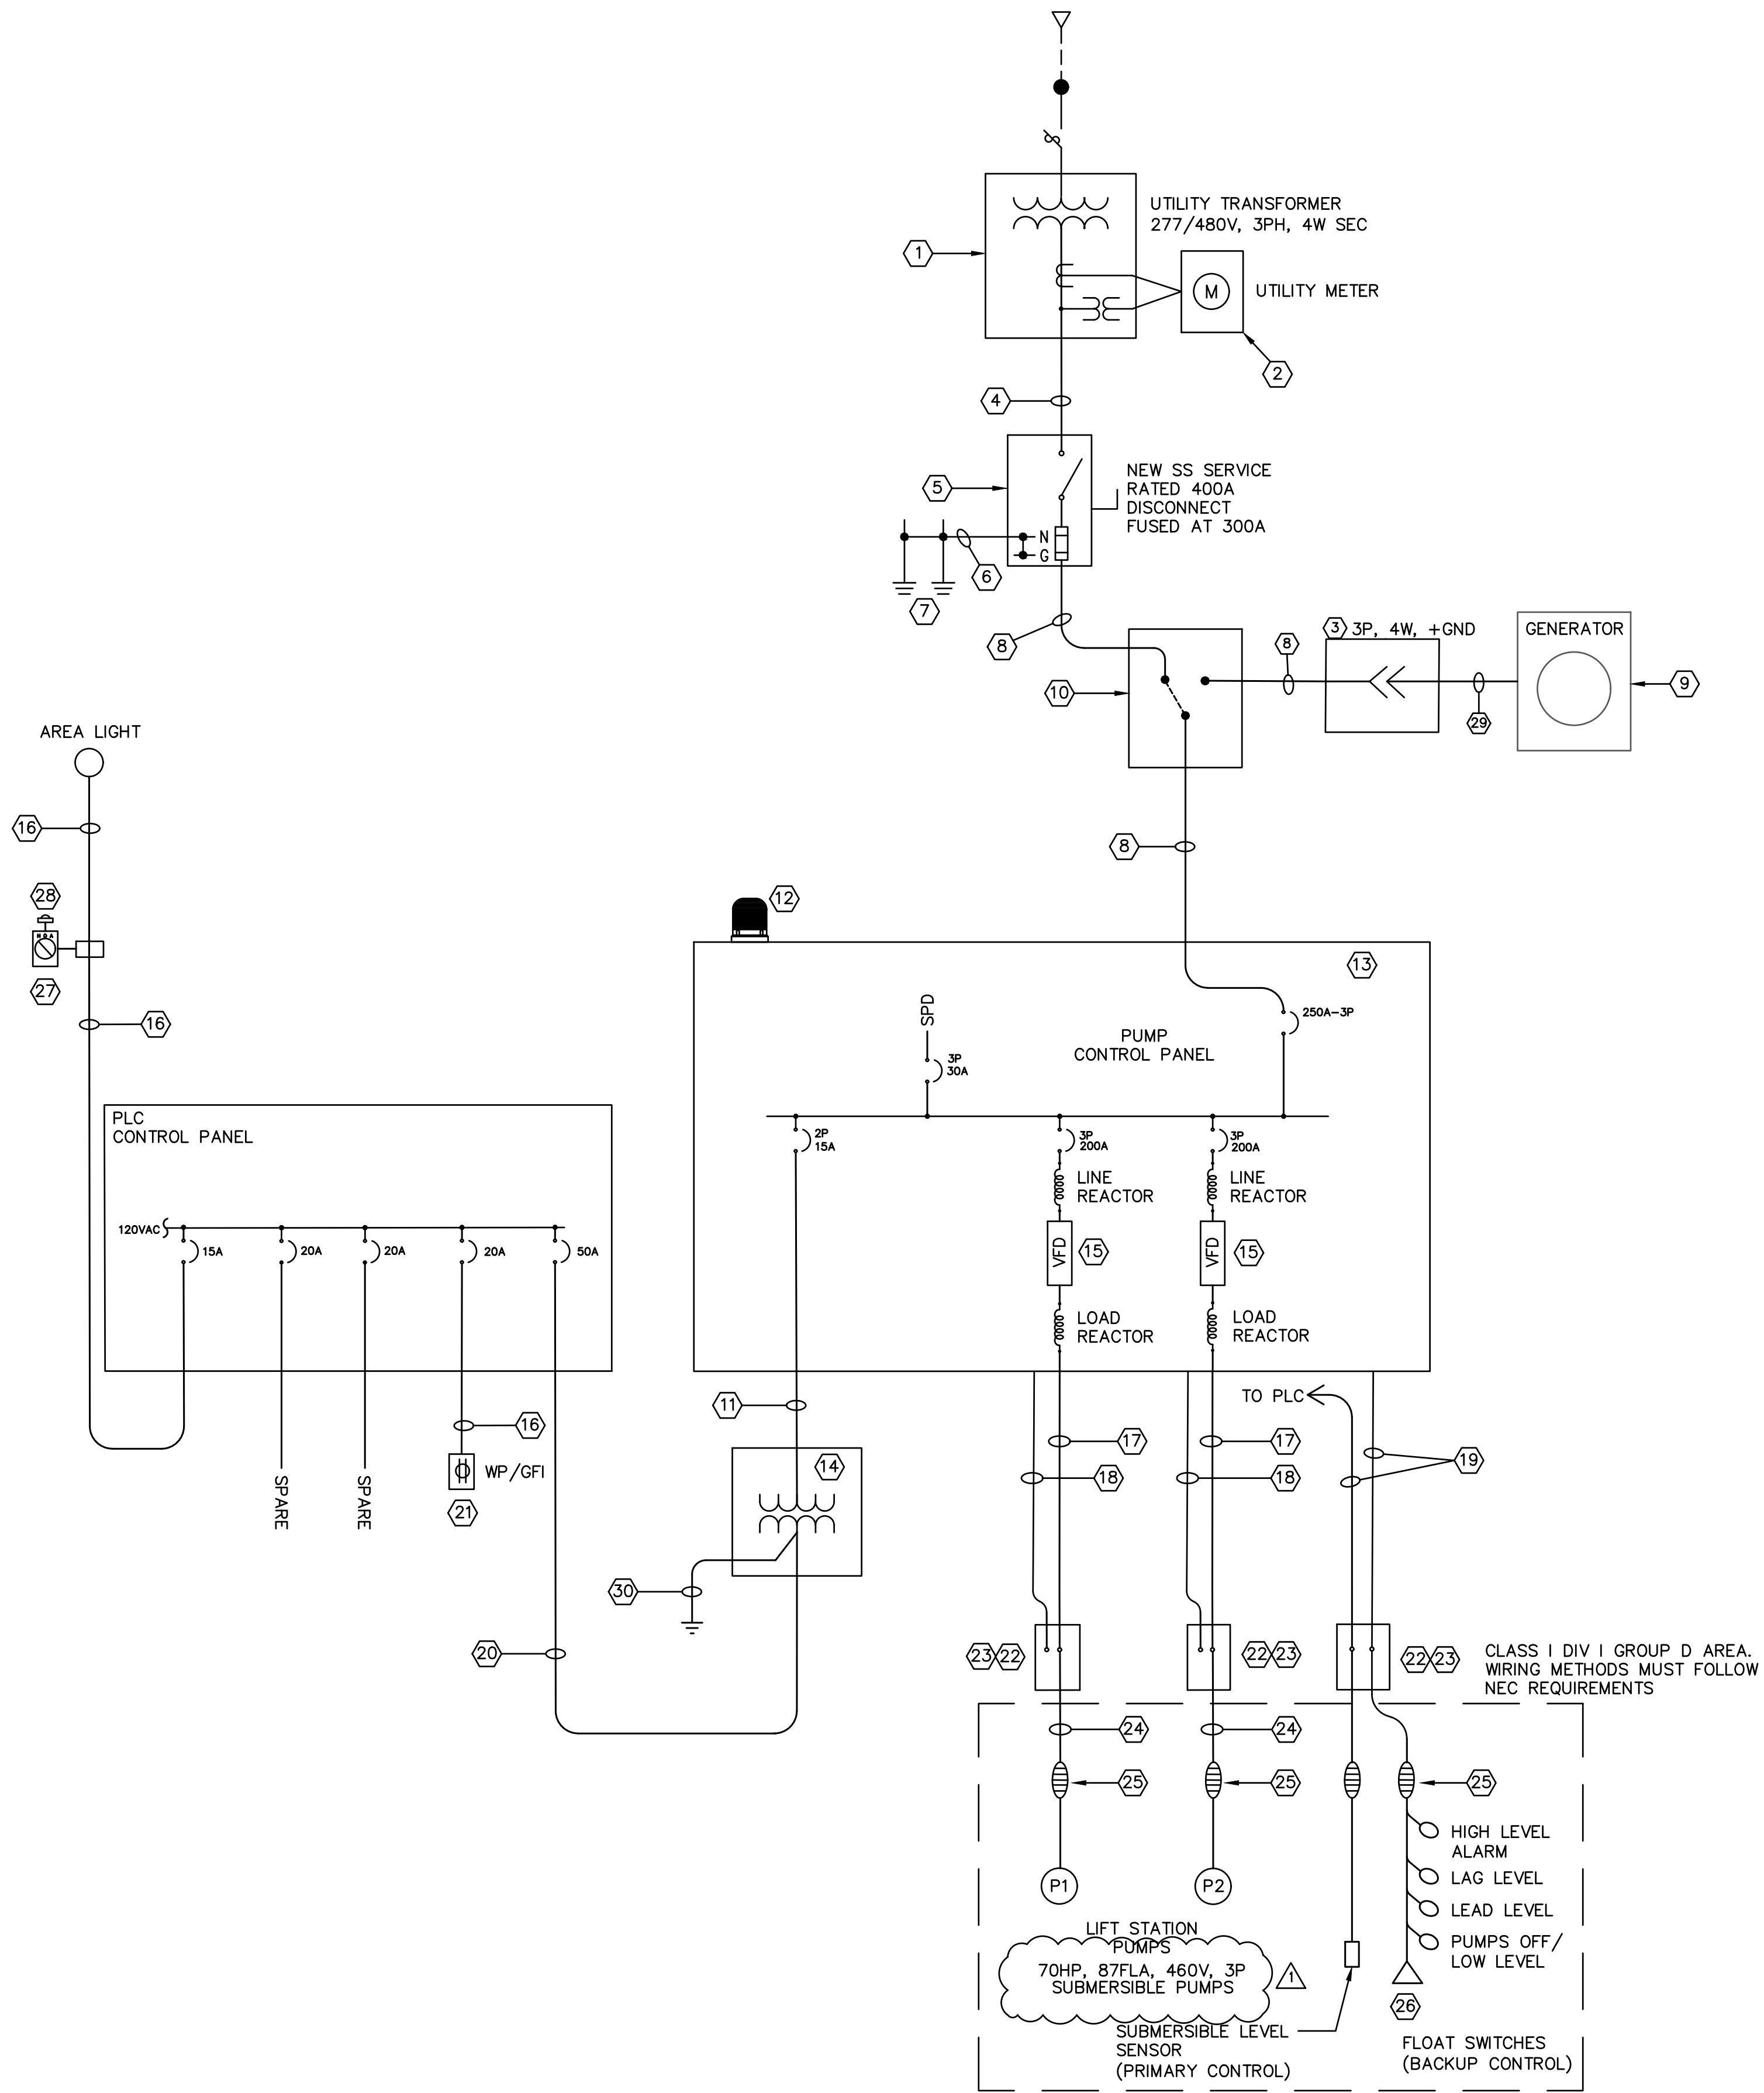 UTILITY TRANSFORMER
277/480V, 3PH, 4W SEC
1
M
UTILITY METER
2
4
5
NEW SS SERVICE
RATED 400A
DISCONNECT
FUSED AT 300A
N
G
6
7
8
10
8
3
3P, 4W, +GND
29
GENERATOR
9
8
AREA LIGHT
16
28
H O A
27
16
12
13
250A-3P
SPD
3P
30A
PUMP
CONTROL PANEL
2P
15A
3P
200A
3P
200A
LINE
REACTOR
LINE
REACTOR
VFD
15
VFD
15
LOAD
REACTOR
LOAD
REACTOR
PLC
CONTROL PANEL
120VAC
15A
20A
20A
20A
50A
16
SPARE
SPARE
WP/GFI
21
11
14
30
20
TO PLC
17
17
18
18
19
23
22
22
23
22
23
CLASS I DIV I GROUP D AREA.
WIRING METHODS MUST FOLLOW
NEC REQUIREMENTS
24
24
25
25
25
HIGH LEVEL
ALARM
LAG LEVEL
LEAD LEVEL
PUMPS OFF/
LOW LEVEL
P1
P2
LIFT STATION
PUMPS
70HP, 87FLA, 460V, 3P
SUBMERSIBLE PUMPS
1
26
SUBMERSIBLE LEVEL
SENSOR
(PRIMARY CONTROL)
FLOAT SWITCHES
(BACKUP CONTROL)